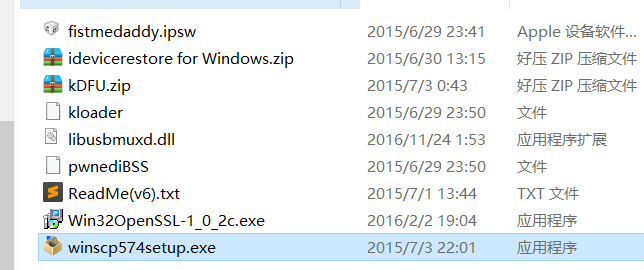 fistmedaddy.ipsw 2015/6/29 23:41 Apple 设备软件...
idevicerestore for Windows.zip 2015/6/30 13:15 好压 ZIP 压缩文件
kDFU.zip 2015/7/3 0:43 好压 ZIP 压缩文件
kloader 2015/6/29 23:50 文件
libusbmuxd.dll 2016/11/24 1:53 应用程序扩展
pwnediBSS 2015/6/29 23:50 文件
ReadMe(v6).txt 2015/7/1 13:44 TXT 文件
Win32OpenSSL-1_0_2c.exe 2016/2/2 19:04 应用程序
winscp574setup.exe 2015/7/3 22:01 应用程序